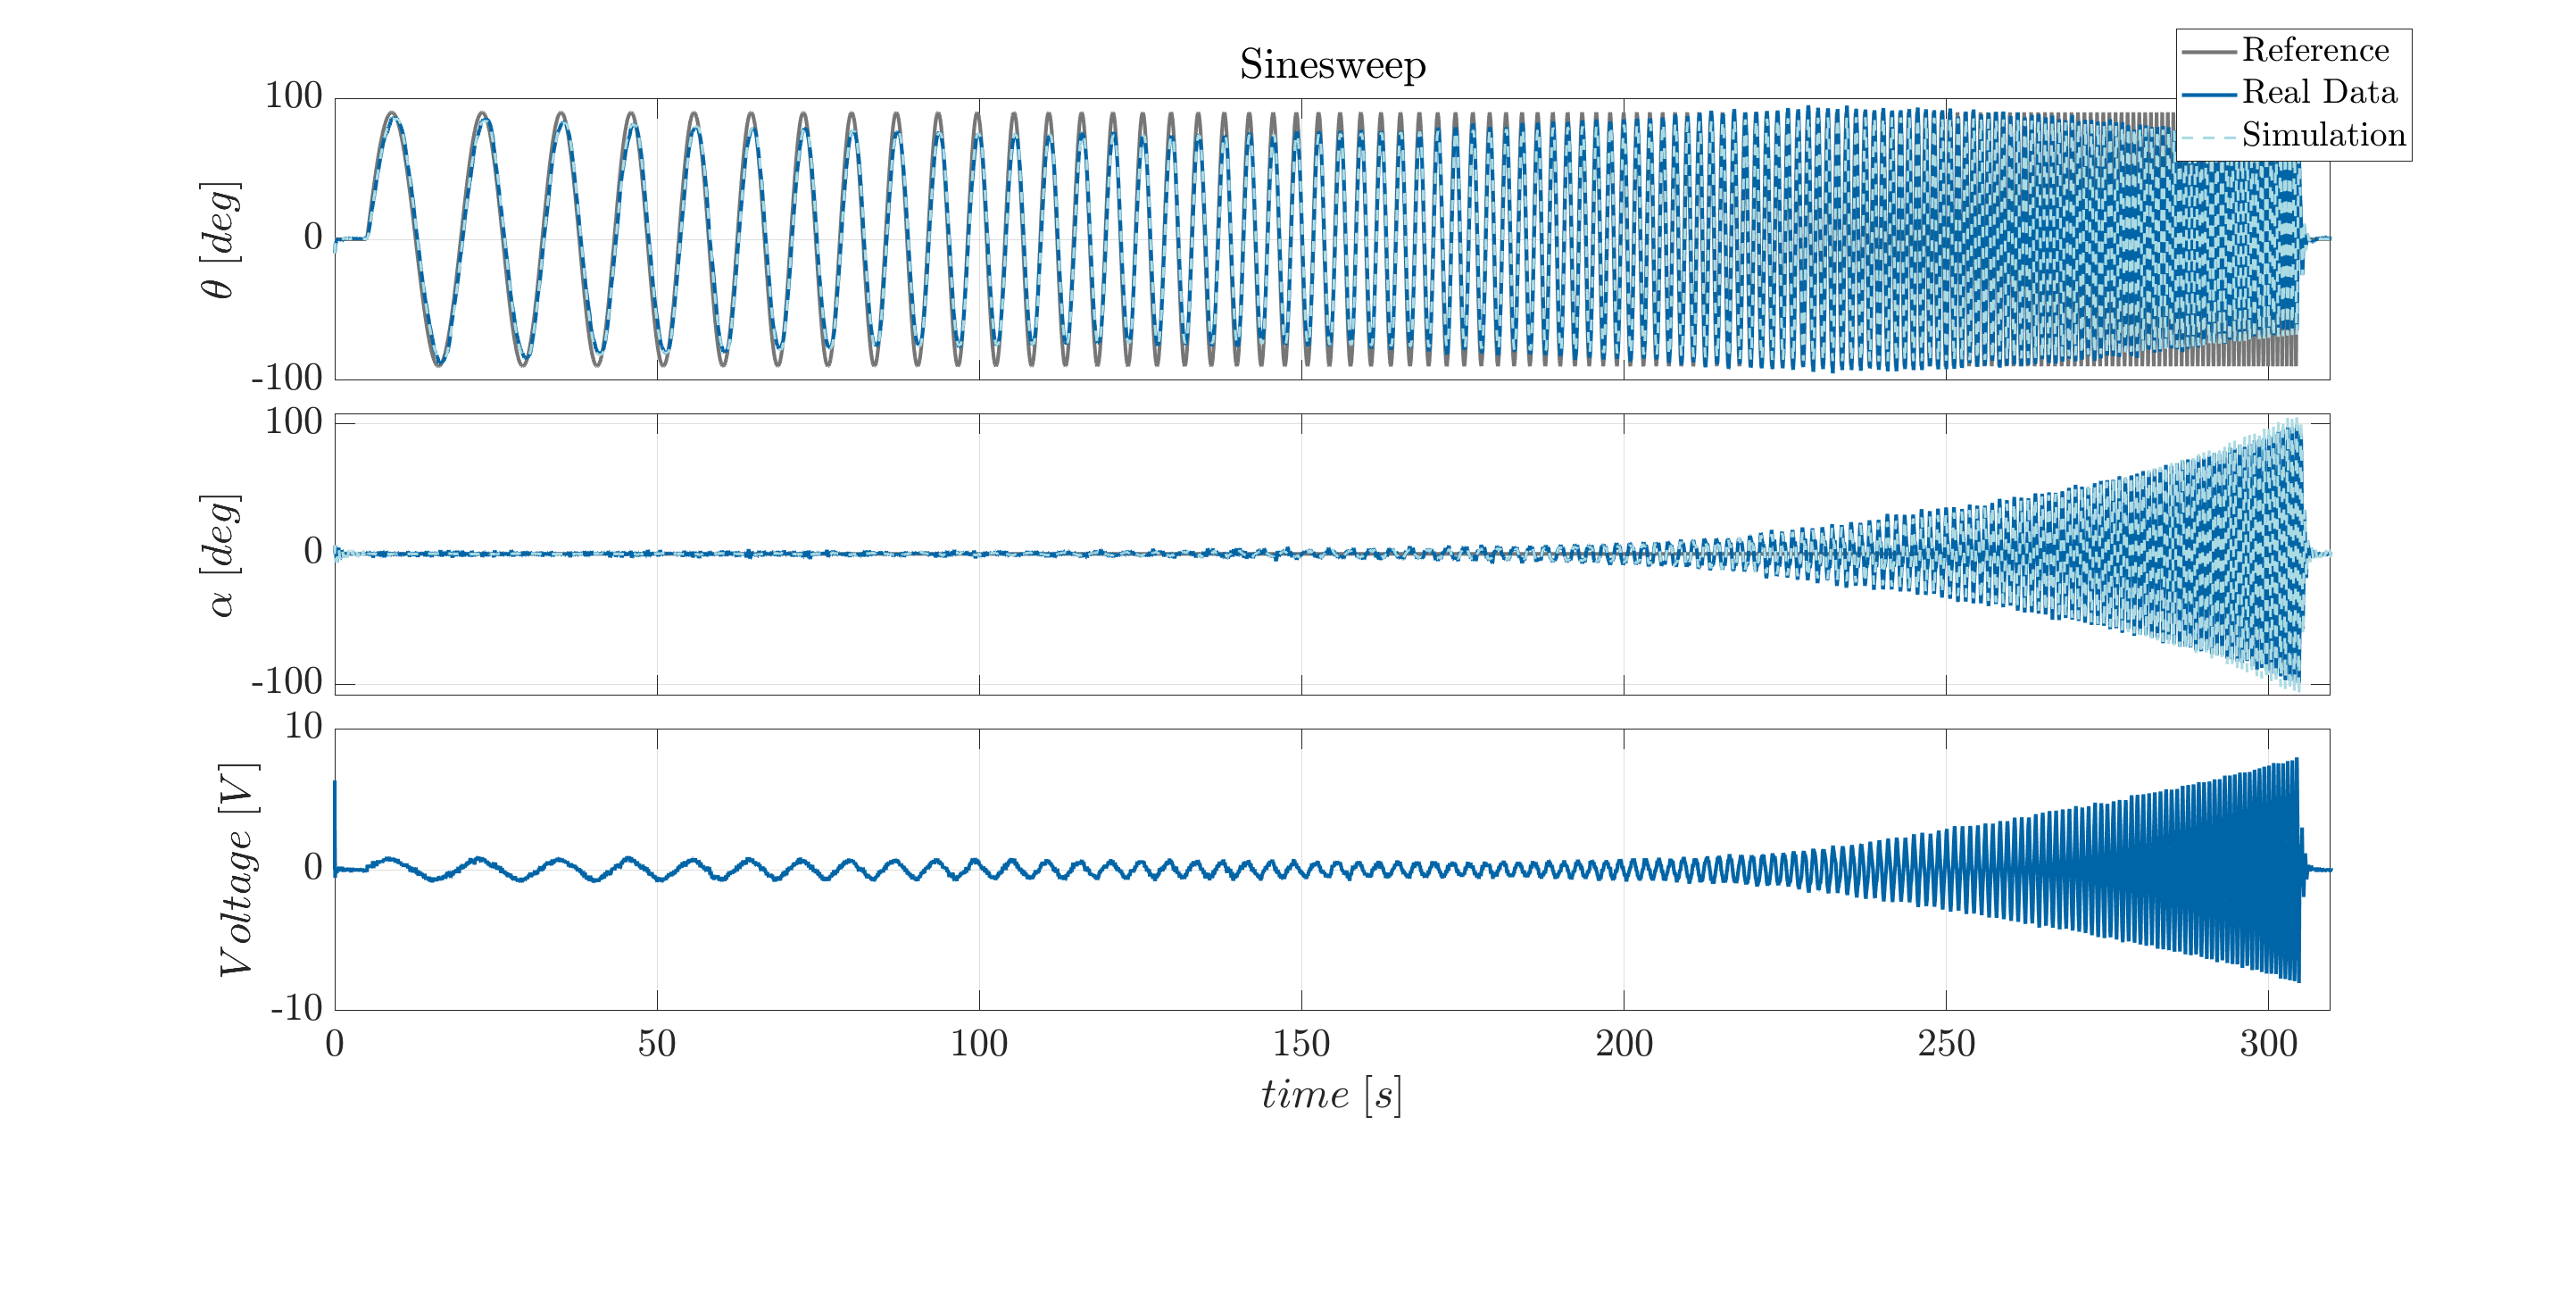 Sinesweep
Reference
Real Data
Simulation
100
0
-100
θ [deg]
100
0
-100
α [deg]
10
0
-10
Voltage [V]
0 50 100 150 200 250 300
time [s]